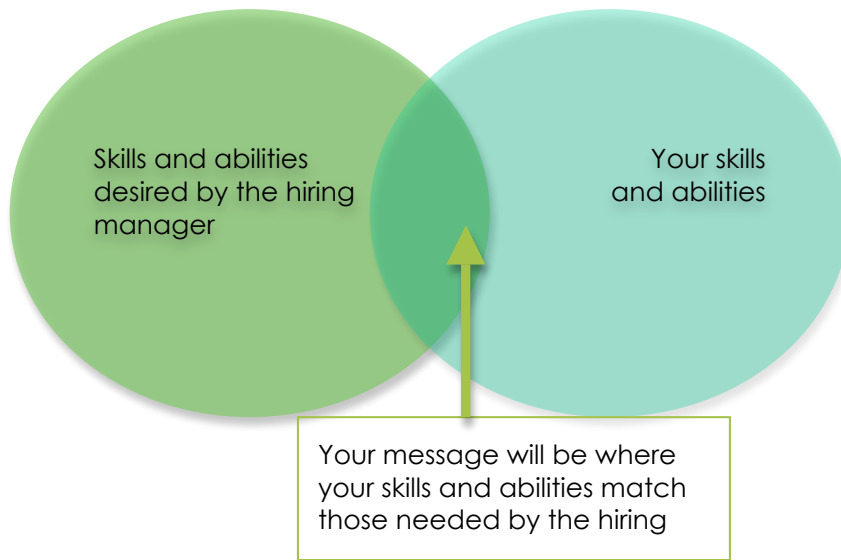 Skills and abilities
desired by the hiring
manager
Your skills
and abilities
Your message will be where
your skills and abilities match
those needed by the hiring